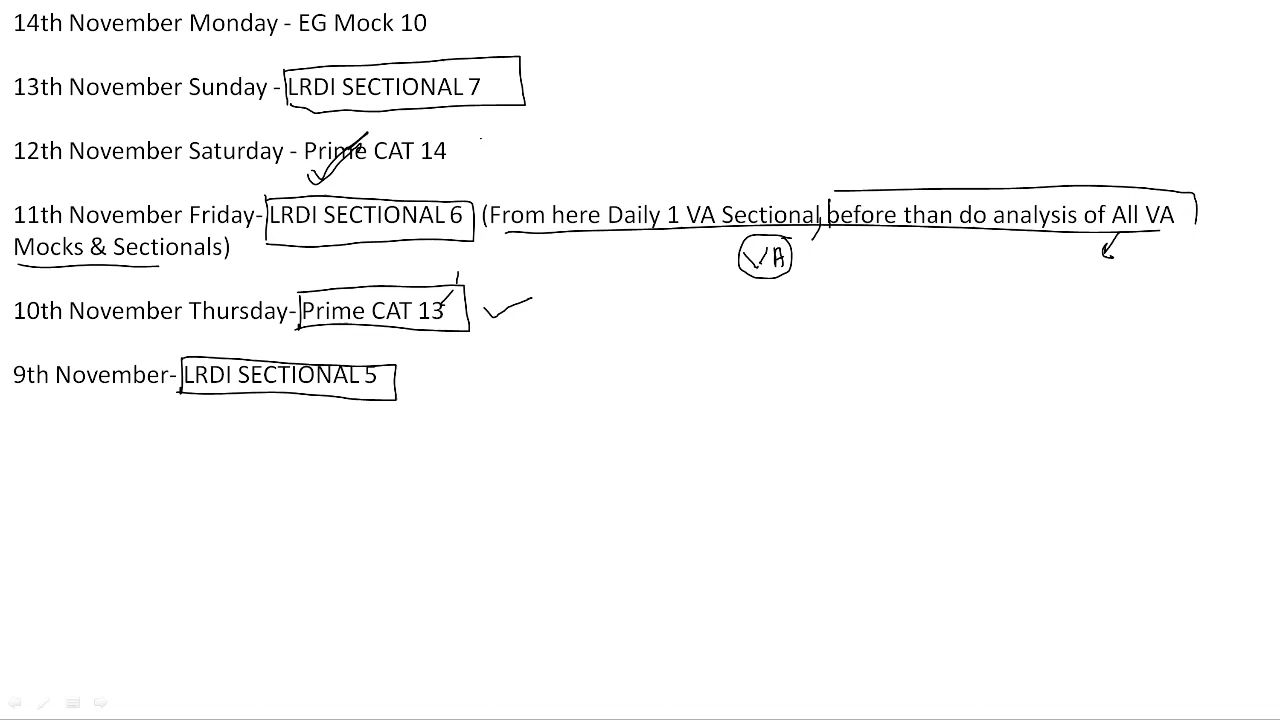 14th November Monday - EG Mock 10
13th November Sunday - LRDI SECTIONAL 7
12th November Saturday - Prime CAT 14
11th November Friday- LRDI SECTIONAL 6 (From here Daily 1 VA Sectional, before than do analysis of All VA
Mocks & Sectionals)
VA
10th November Thursday- Prime CAT 13
9th November- LRDI SECTIONAL 5